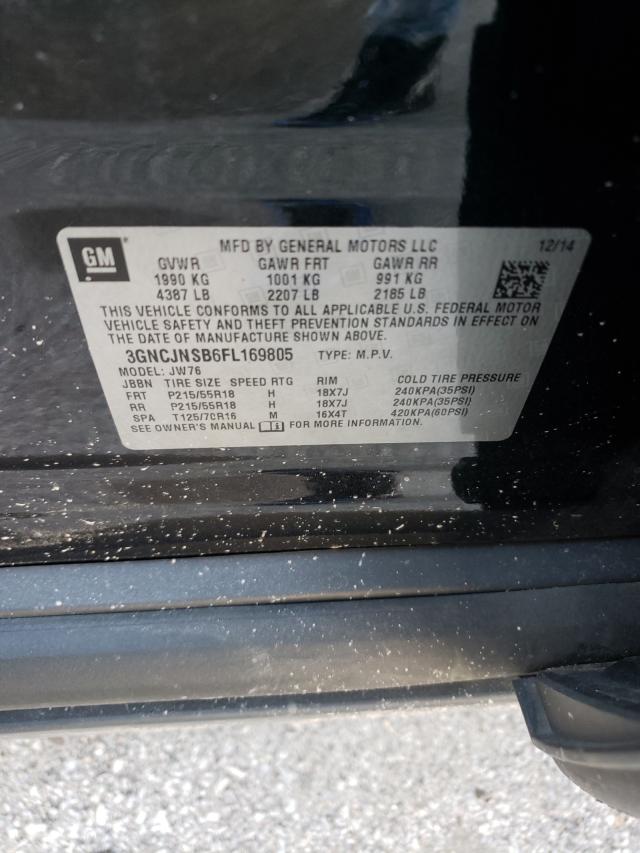 GM
MFD BY GENERAL MOTORS LLC 12/14
GVWR GAWR FRT GAWR RR
1990 KG 1001 KG 991 KG
4387 LB 2207 LB 2185 LB
THIS VEHICLE CONFORMS TO ALL APPLICABLE U.S. FEDERAL MOTOR
VEHICLE SAFETY AND THEFT PREVENTION STANDARDS IN EFFECT ON
THE DATE OF MANUFACTURE SHOWN ABOVE.
3GNCJNSB6FL169805 TYPE: M.P.V.
MODEL: JW76
JBBN TIRE SIZE SPEED RTG RIM COLD TIRE PRESSURE
FRT P215/55R18 H 18X7J 240KPA(35PSI)
RR P215/55R18 H 18X7J 240KPA(35PSI)
SPA T125/70R16 M 16X4T 420KPA(60PSI)
SEE OWNER'S MANUAL FOR MORE INFORMATION.